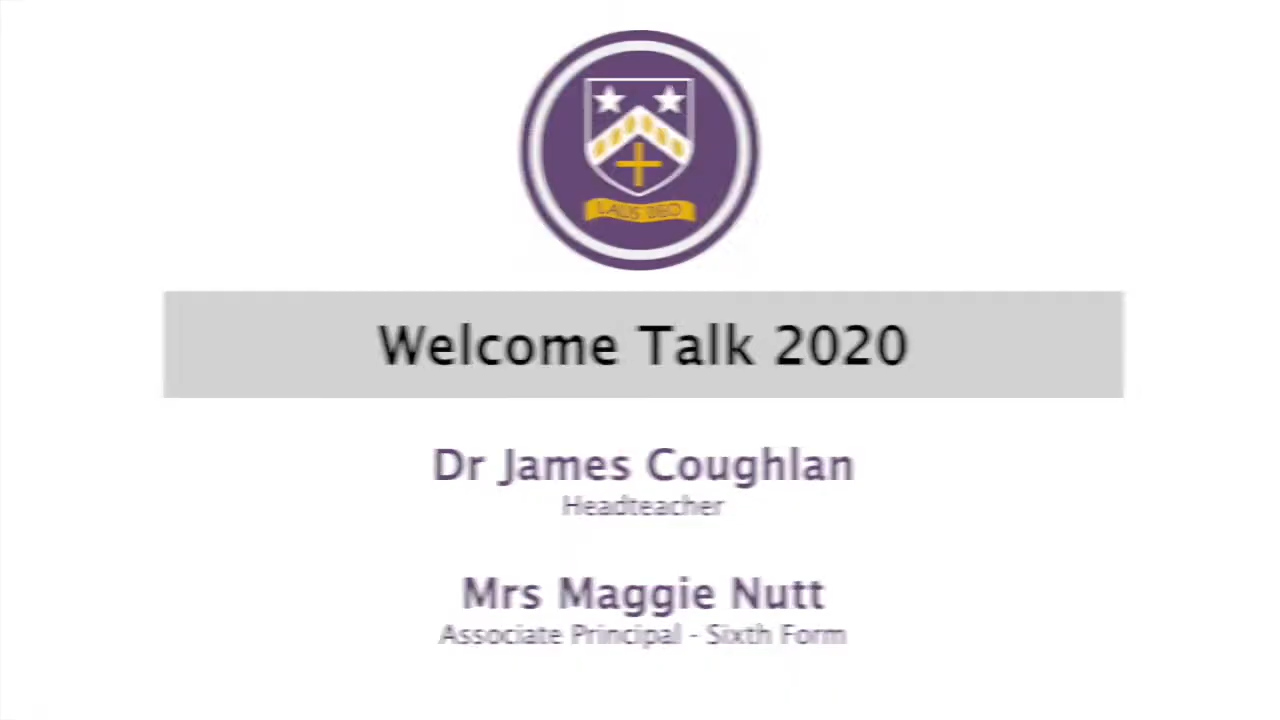 LAUS DEO
Welcome Talk 2020
Dr James Coughlan
Headteacher
Mrs Maggie Nutt
Associate Principal - Sixth Form